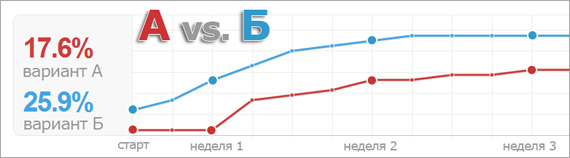 А vs. Б
17.6%
вариант А
25.9%
вариант Б
старт
неделя 1
неделя 2
неделя 3